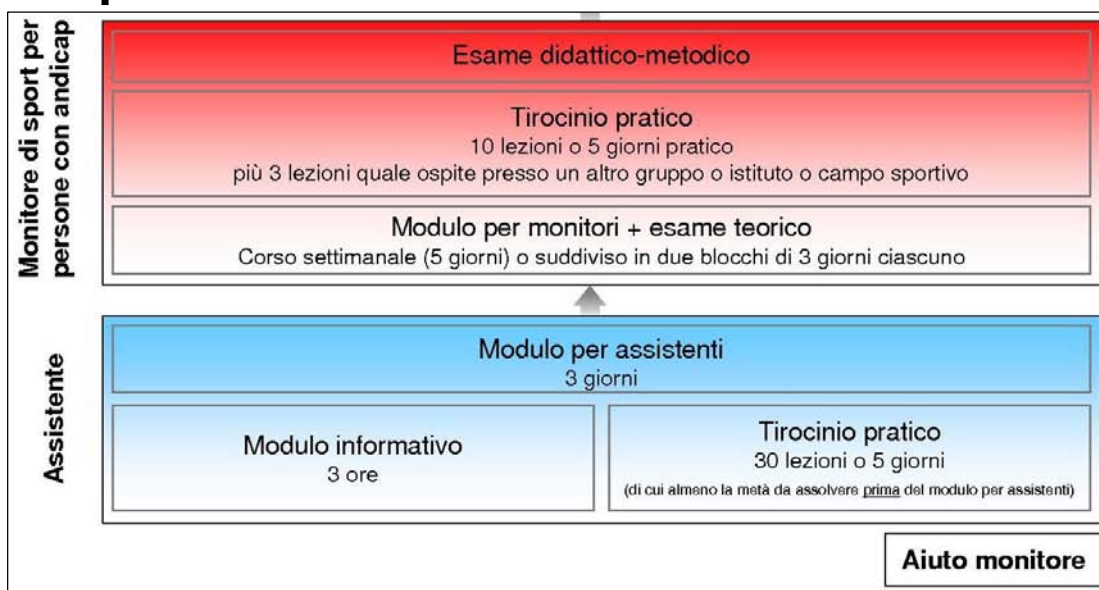 Monitore di sport per
persone con andicap
Esame didattico-metodico
Tirocinio pratico
10 lezioni o 5 giorni pratico
più 3 lezioni quale ospite presso un altro gruppo o istituto o campo sportivo
Modulo per monitori + esame teorico
Corso settimanale (5 giorni) o suddiviso in due blocchi di 3 giorni ciascuno
Assistente
Modulo per assistenti
3 giorni
Modulo informativo
3 ore
Tirocinio pratico
30 lezioni o 5 giorni
(di cui almeno la metà da assolvere prima del modulo per assistenti)
Aiuto monitore